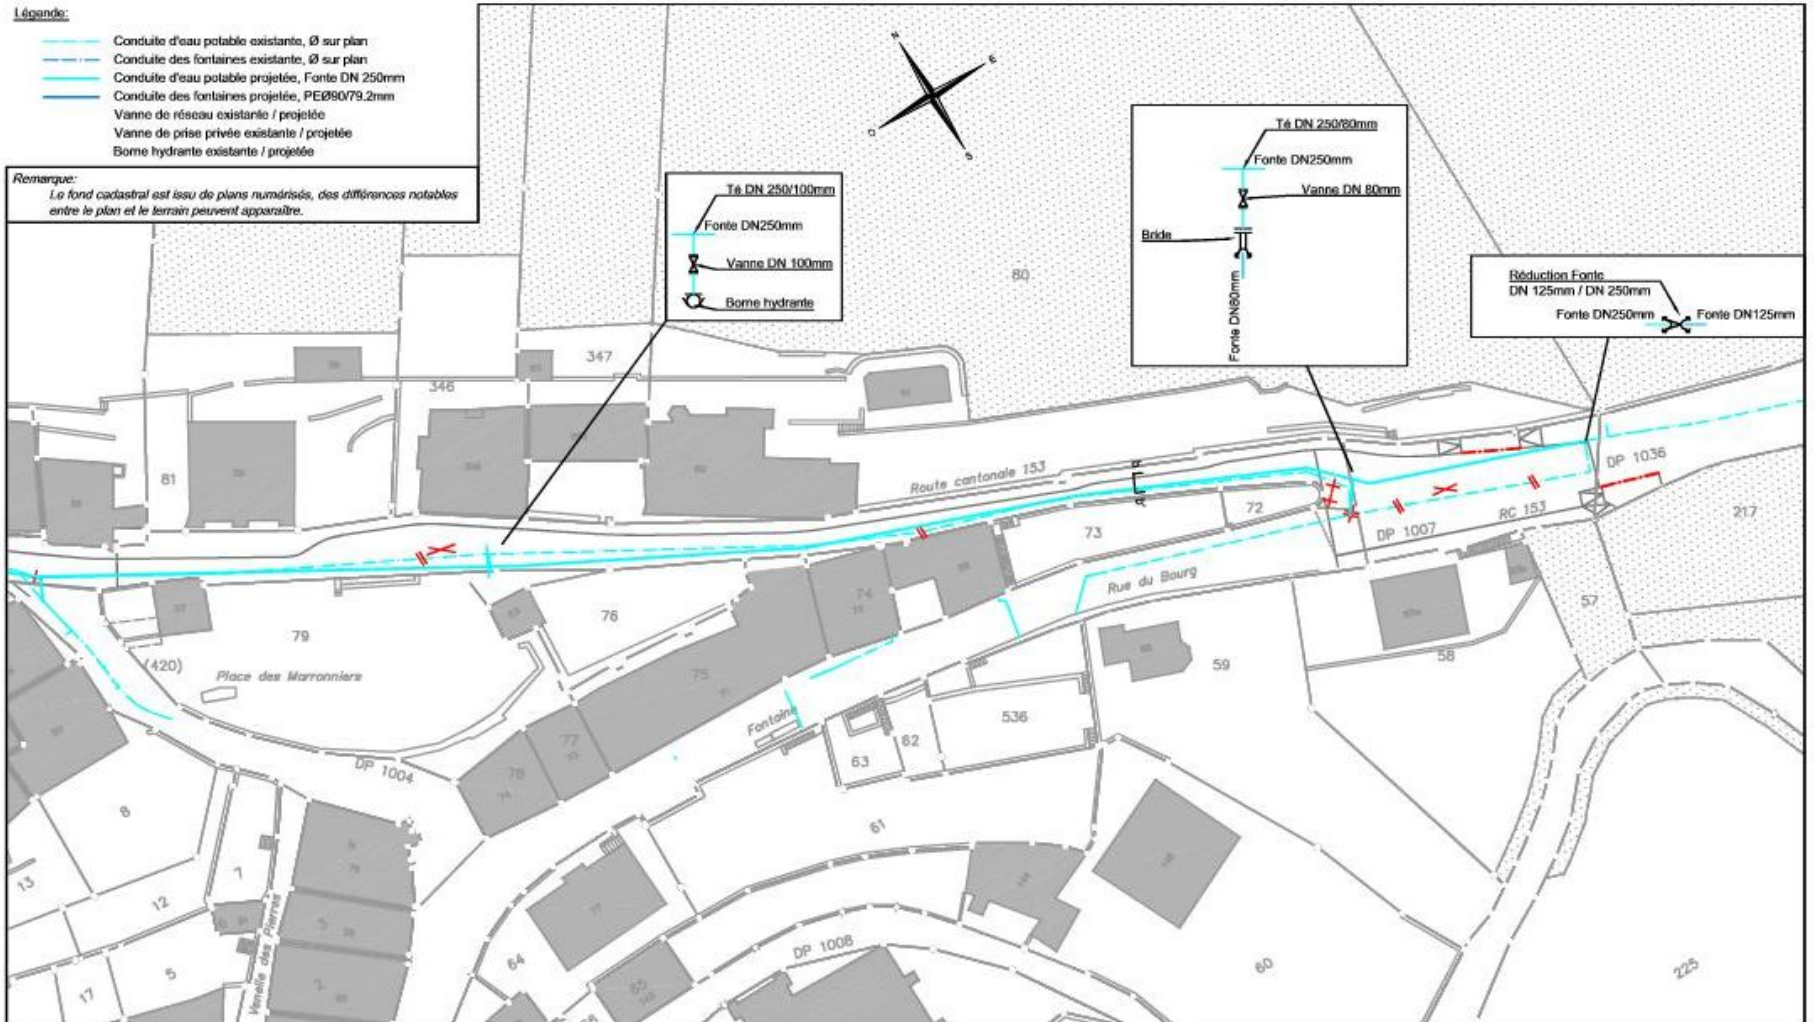 Légende:
Conduite d'eau potable existante, Ø sur plan
Conduite des fontaines existante, Ø sur plan
Conduite d'eau potable projetée, Fonte DN 250mm
Conduite des fontaines projetée, PEØ90/79.2mm
Vanne de réseau existante / projetée
Vanne de prise privée existante / projetée
Borne hydrante existante / projetée
Remarque:
Le fond cadastral est issu de plans numérisés, des différences notables
entre le plan et le terrain peuvent apparaître.
N
E
O
S
Té DN 250/100mm
Fonte DN250mm
Vanne DN 100mm
Borne hydrante
Té DN 250/80mm
Fonte DN250mm
Vanne DN 80mm
Bride
Fonte DN80mm
Réduction Fonte
DN 125mm / DN 250mm
Fonte DN250mm
Fonte DN125mm
80
347
346
81
Route cantonale 153
DP 1036
217
RC 153
DP 1007
72
73
Rue du Bourg
57
58
59
76
74
75
79
(420)
Place des Marronniers
Fontaine
536
62
63
77
78
DP 1004
8
7
61
13
12
Venelle des Pierres
5
17
3
2
64
65
DP 1008
60
225